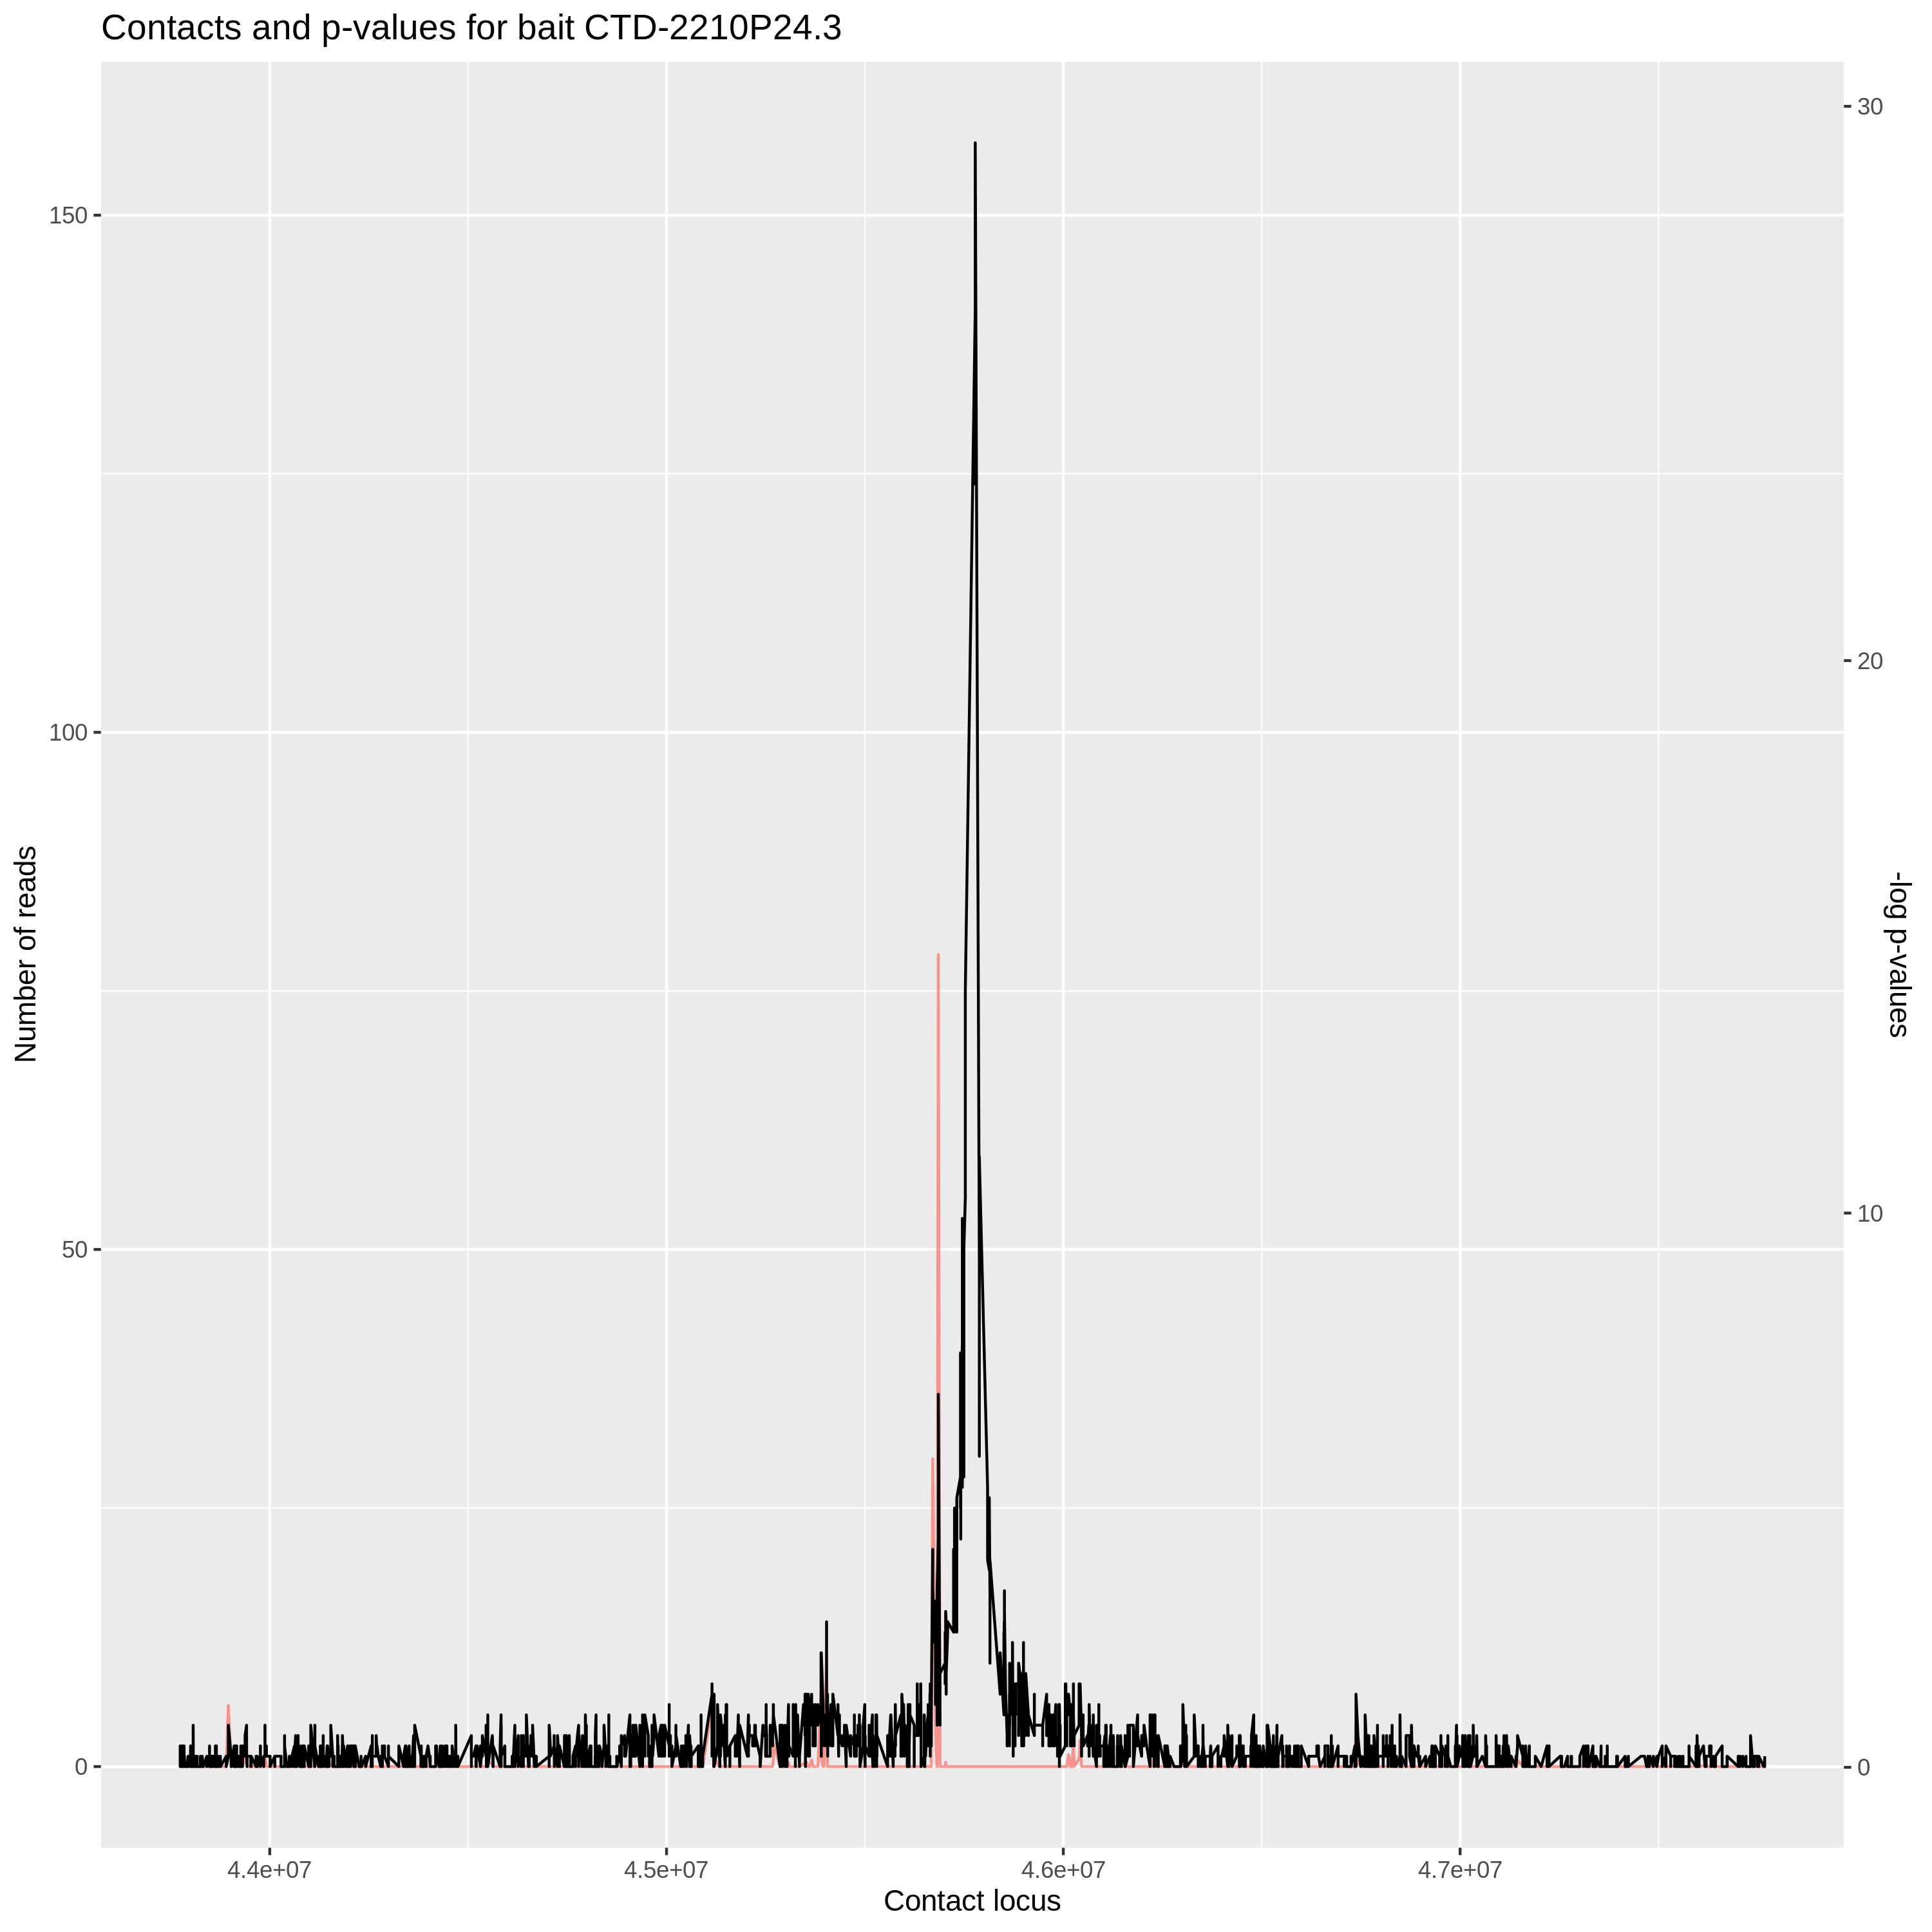 Contacts and p-values for bait CTD-2210P24.3
150
100
50
0
Number of reads
30
20
10
0
-log p-values
4.4e+07
4.5e+07
4.6e+07
4.7e+07
Contact locus